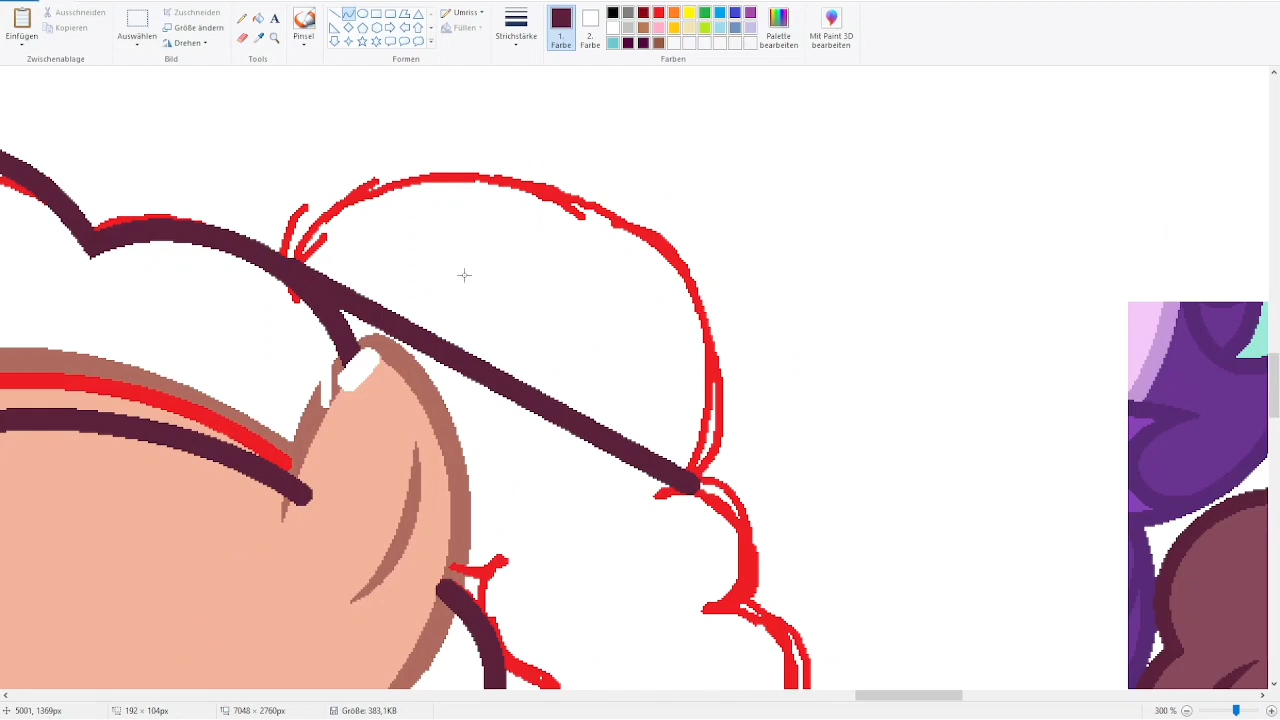 Ausschneiden
Zuschneiden
A
Umriss
Kopieren
Größe ändern
Füllen
infügen
Auswählen
Drehen
Pinsel
Strichstärke
1.
Farbe
2.
Farbe
Palette
bearbeiten
Mit Paint 3D
bearbeiten
Zwischenablage
Bild
Tools
Formen
Farben
5001, 1369px
192 × 104px
7048 × 2760px
Größe: 383,1KB
300 %